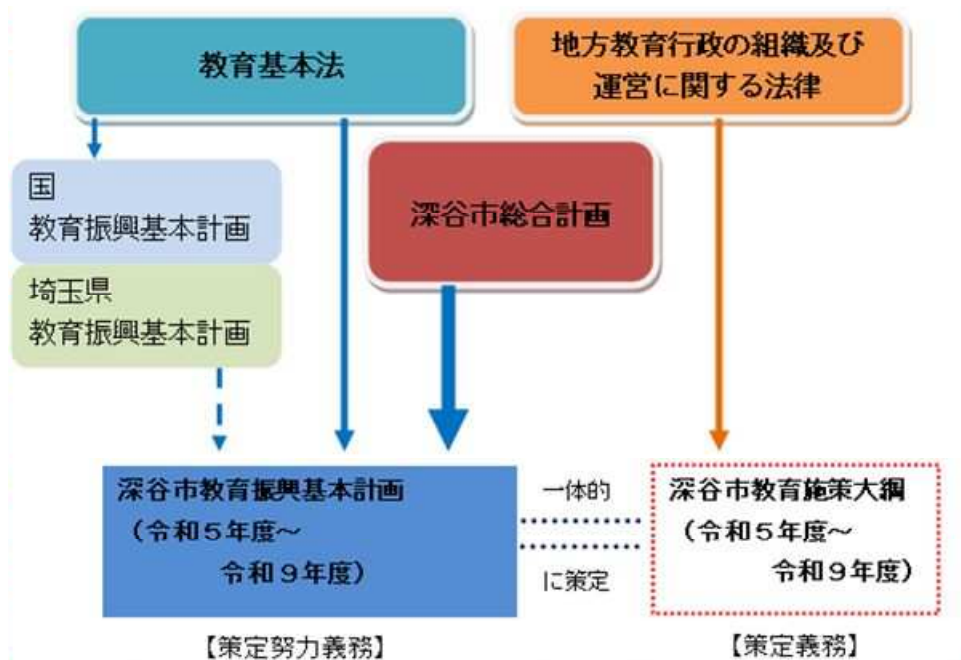 教育基本法
地方教育行政の組織及び
運営に関する法律
国
教育振興基本計画
埼玉県
教育振興基本計画
深谷市総合計画
深谷市教育振興基本計画
（令和５年度～
令和９年度）
一体的
に策定
深谷市教育施策大綱
（令和５年度～
令和９年度）
【策定努力義務】
【策定義務】